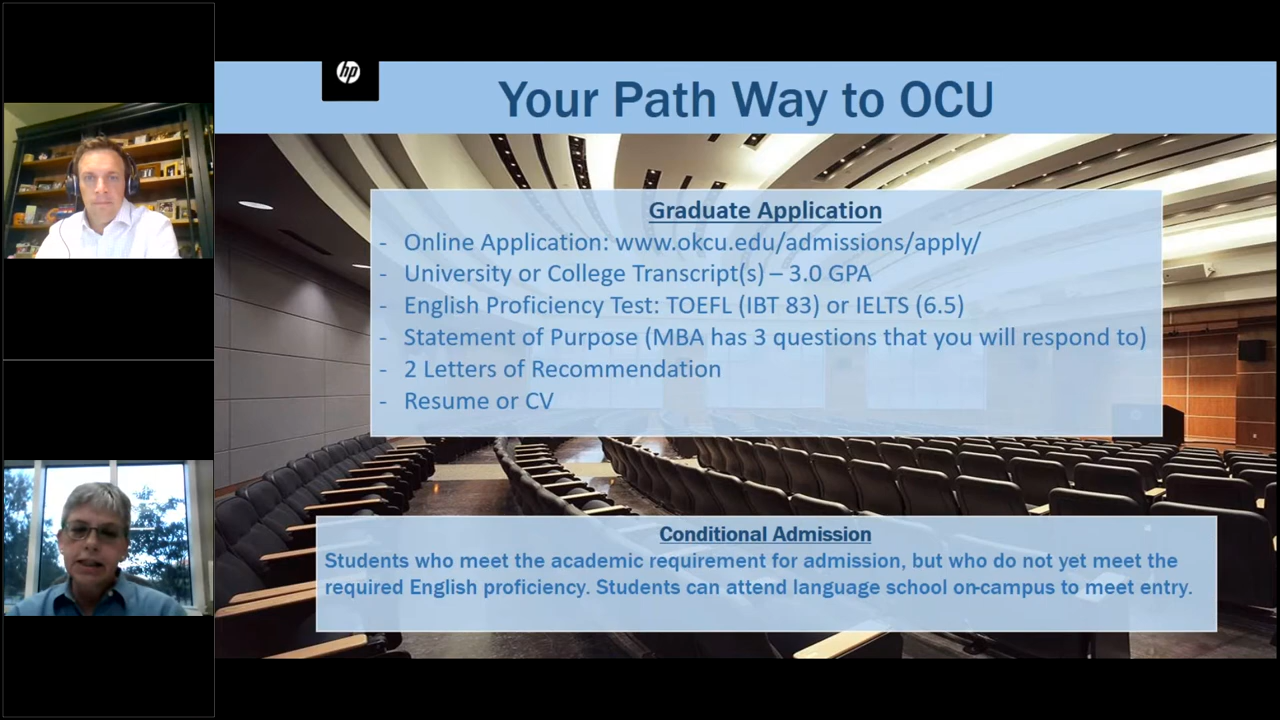 hp
Your Path Way to OCU
Graduate Application
- Online Application: www.okcu.edu/admissions/apply/
- University or College Transcript(s) – 3.0 GPA
- English Proficiency Test: TOEFL (IBT 83) or IELTS (6.5)
- Statement of Purpose (MBA has 3 questions that you will respond to)
- 2 Letters of Recommendation
- Resume or CV
Conditional Admission
Students who meet the academic requirement for admission, but who do not yet meet the
required English proficiency. Students can attend language school on-campus to meet entry.